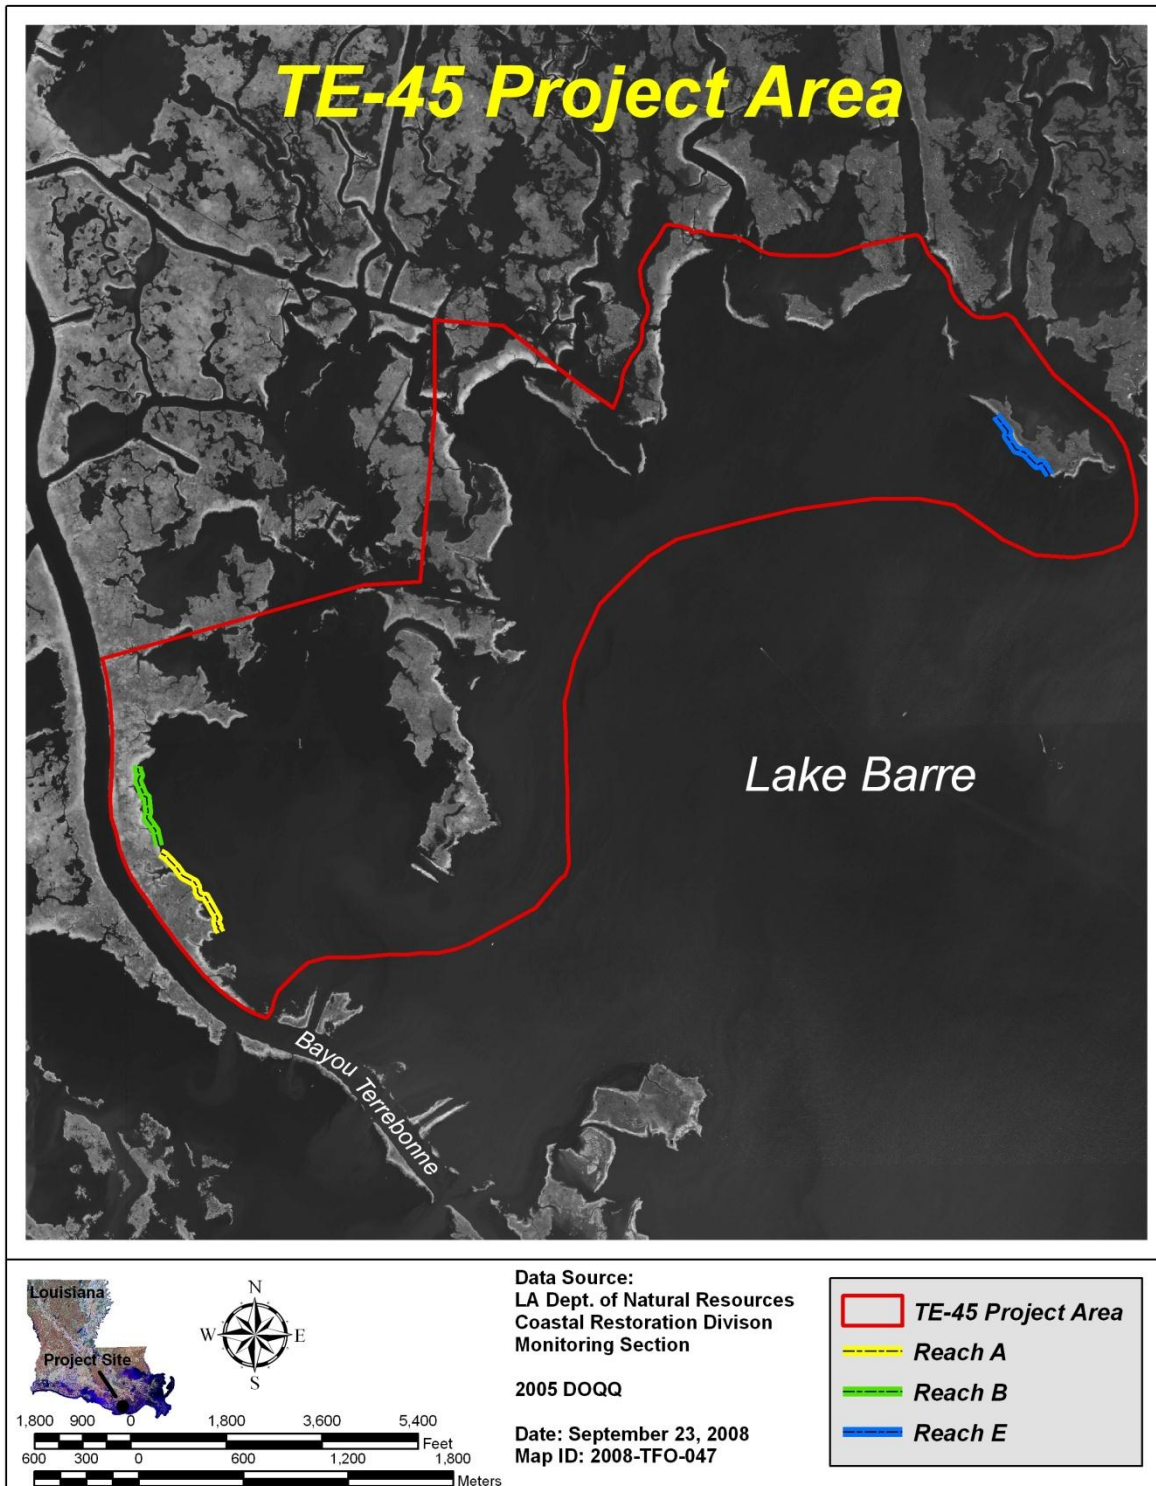 TE-45 Project Area
Lake Barre
Bayou Terrebonne
Louisiana
Project Site
N
W E
S
1,800 900 0 1,800 3,600 5,400
Feet
600 300 0 600 1,200 1,800
Meters
Data Source:
LA Dept. of Natural Resources
Coastal Restoration Divison
Monitoring Section
2005 DOQQ
Date: September 23, 2008
Map ID: 2008-TFO-047
TE-45 Project Area
Reach A
Reach B
Reach E